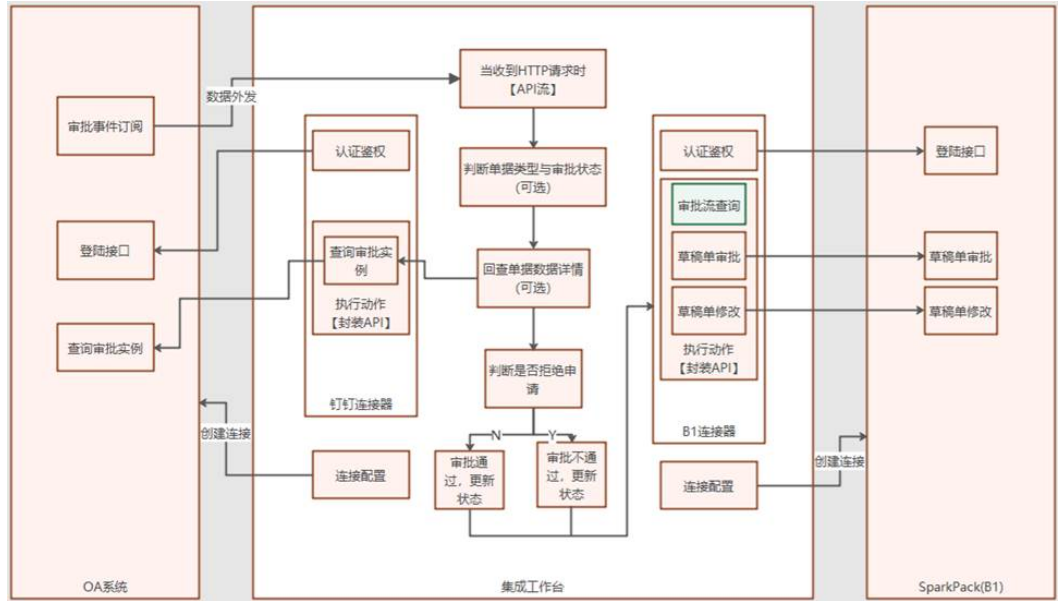 当收到HTTP请求时
【API流】
数据外发
审批事件订阅
认证鉴权
判断单据类型与审批状态
(可选)
认证鉴权
登陆接口
审批流查询
登陆接口
查询审批实
例
执行动作
【封装API】
回查单据数据详情
(可选)
草稿单审批
草稿单审批
草稿单修改
草稿单修改
执行动作
【封装API】
查询审批实例
判断是否拒绝申
请
钉钉连接器
B1连接器
创建连接
N
Y
创建连接
连接配置
审批通
过，更新
状态
审批不通
过，更新
状态
连接配置
OA系统
集成工作台
SparkPack(B1)